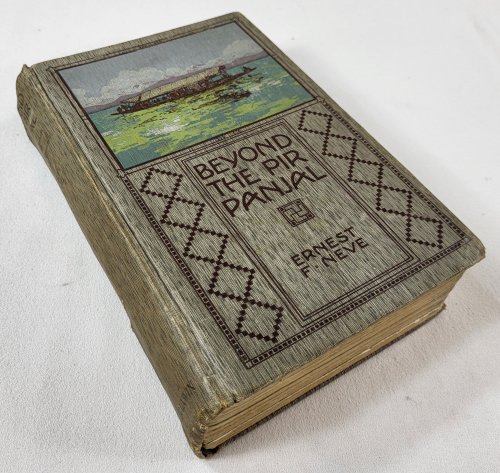 BEYOND
THE PIR
PANJAL
ERNEST
F. NEVE